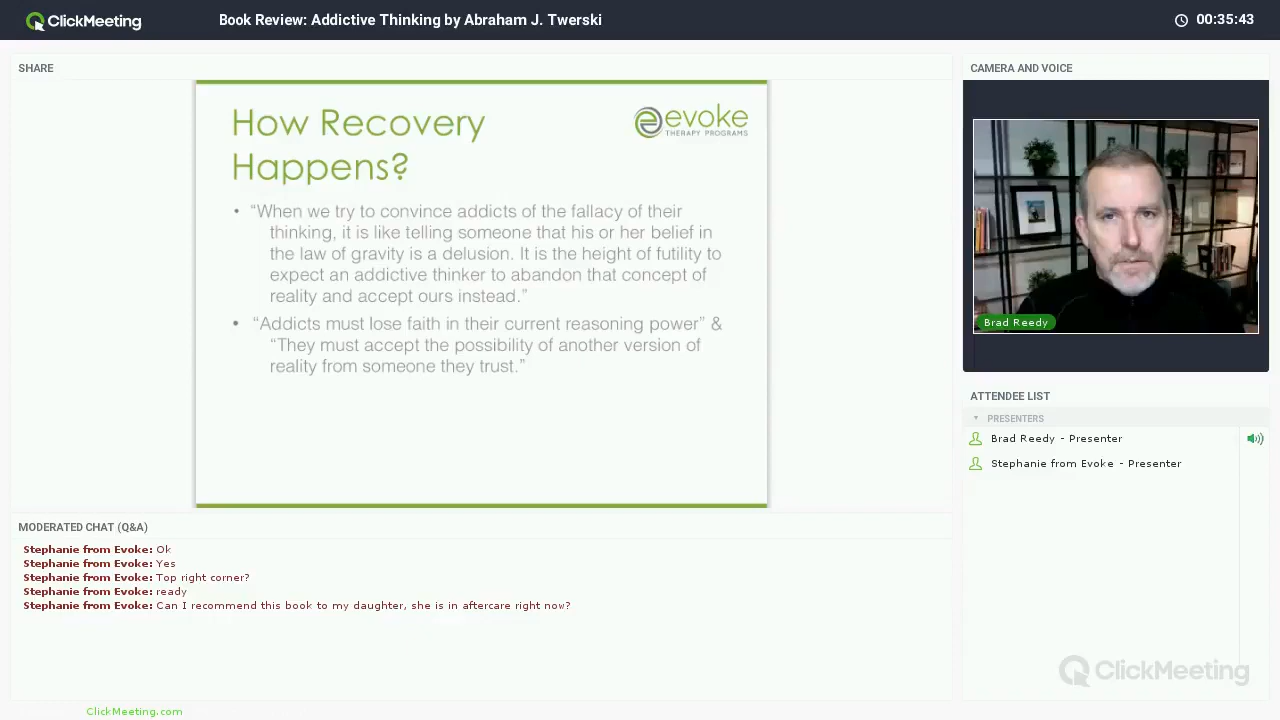 ClickMeeting
Book Review: Addictive Thinking by Abraham J. Twerski
00:35:43
SHARE
How Recovery
Happens?
evoke
THERAPY PROGRAMS
• “When we try to convince addicts of the fallacy of their
thinking, it is like telling someone that his or her belief in
the law of gravity is a delusion. It is the height of futility to
expect an addictive thinker to abandon that concept of
reality and accept ours instead.”
• “Addicts must lose faith in their current reasoning power” &
“They must accept the possibility of another version of
reality from someone they trust.”
CAMERA AND VOICE
Brad Reedy
ATTENDEE LIST
PRESENTERS
Brad Reedy - Presenter
Stephanie from Evoke - Presenter
MODERATED CHAT (Q&A)
Stephanie from Evoke: Ok
Stephanie from Evoke: Yes
Stephanie from Evoke: Top right corner?
Stephanie from Evoke: ready
Stephanie from Evoke: Can I recommend this book to my daughter, she is in aftercare right now?
ClickMeeting
ClickMeeting.com